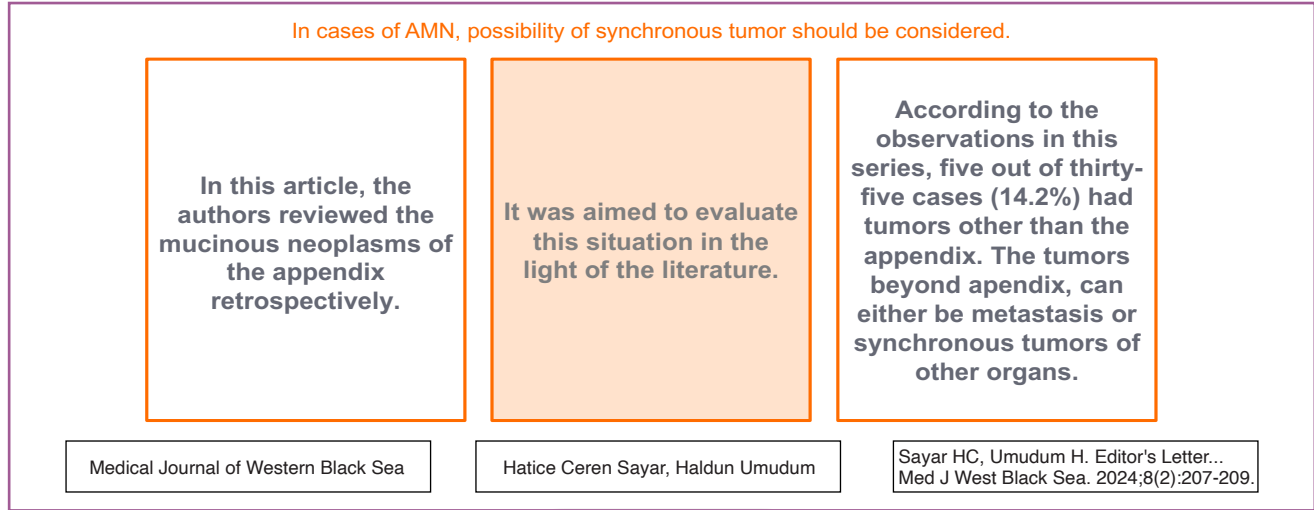 In cases of AMN, possibility of synchronous tumor should be considered.
In this article, the
authors reviewed the
mucinous neoplasms of
the appendix
retrospectively.
It was aimed to evaluate
this situation in the
light of the literature.
According to the
observations in this
series, five out of thirty-
five cases (14.2%) had
tumors other than the
appendix. The tumors
beyond apendix, can
either be metastasis or
synchronous tumors of
other organs.
Medical Journal of Western Black Sea
Hatice Ceren Sayar, Haldun Umudum
Sayar HC, Umudum H. Editor's Letter...
Med J West Black Sea. 2024;8(2):207-209.